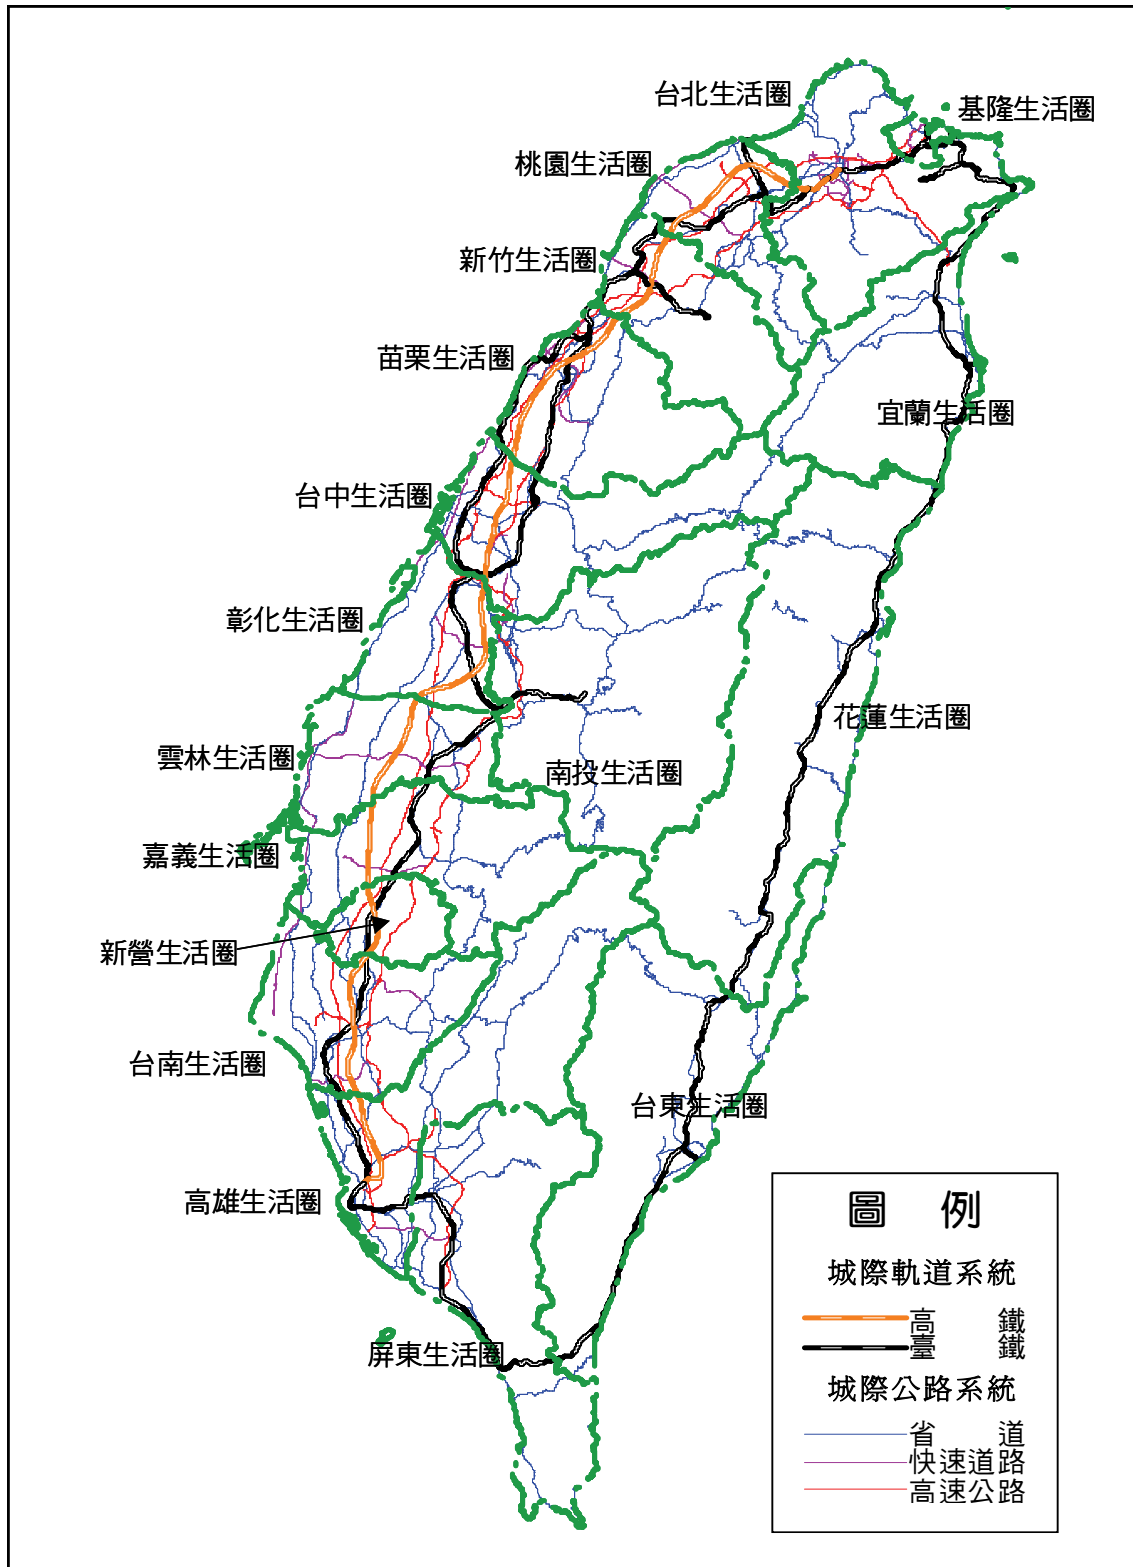 台北生活圈
基隆生活圈
桃園生活圈
新竹生活圈
苗栗生活圈
宜蘭生活圈
台中生活圈
彰化生活圈
花蓮生活圈
雲林生活圈
南投生活圈
嘉義生活圈
新營生活圈
台南生活圈
台東生活圈
高雄生活圈
屏東生活圈
圖 例
城際軌道系統
高 鐵
臺 鐵
城際公路系統
省 道
快速道路
高速公路